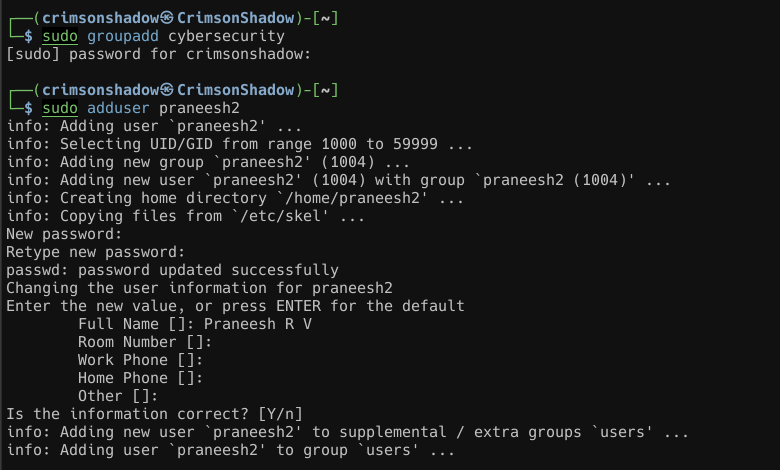 ┌──(crimsonshadow㉿CrimsonShadow)-[~]
└─$ sudo groupadd cybersecurity
[sudo] password for crimsonshadow:
┌──(crimsonshadow㉿CrimsonShadow)-[~]
└─$ sudo adduser praneesh2
info: Adding user `praneesh2' ...
info: Selecting UID/GID from range 1000 to 59999 ...
info: Adding new group `praneesh2' (1004) ...
info: Adding new user `praneesh2' (1004) with group `praneesh2 (1004)' ...
info: Creating home directory `/home/praneesh2' ...
info: Copying files from `/etc/skel' ...
New password:
Retype new password:
passwd: password updated successfully
Changing the user information for praneesh2
Enter the new value, or press ENTER for the default
        Full Name []: Praneesh R V
        Room Number []:
        Work Phone []:
        Home Phone []:
        Other []:
Is the information correct? [Y/n]
info: Adding new user `praneesh2' to supplemental / extra groups `users' ...
info: Adding user `praneesh2' to group `users' ...